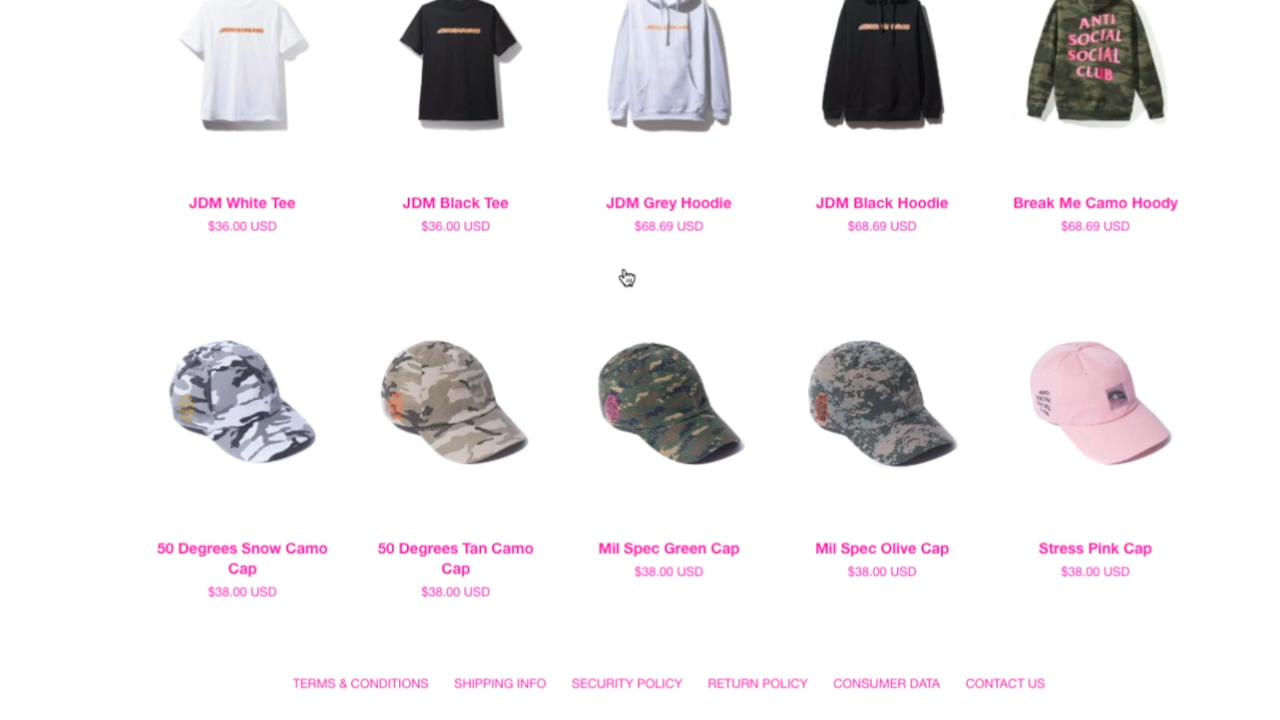 ANTI
SOCIAL
SOCIAL
CLUB
JDM White Tee
JDM Black Tee
JDM Grey Hoodie
JDM Black Hoodie
Break Me Camo Hoody
$36.00 USD
$36.00 USD
$68.69 USD
$68.69 USD
$68.69 USD
ANTI
SOCIAL
SOCIAL
CLUB
50 Degrees Snow Camo
Cap
50 Degrees Tan Camo
Cap
Mil Spec Green Cap
Mil Spec Olive Cap
Stress Pink Cap
$38.00 USD
$38.00 USD
$38.00 USD
$38.00 USD
$38.00 USD
TERMS & CONDITIONS
SHIPPING INFO
SECURITY POLICY
RETURN POLICY
CONSUMER DATA
CONTACT US